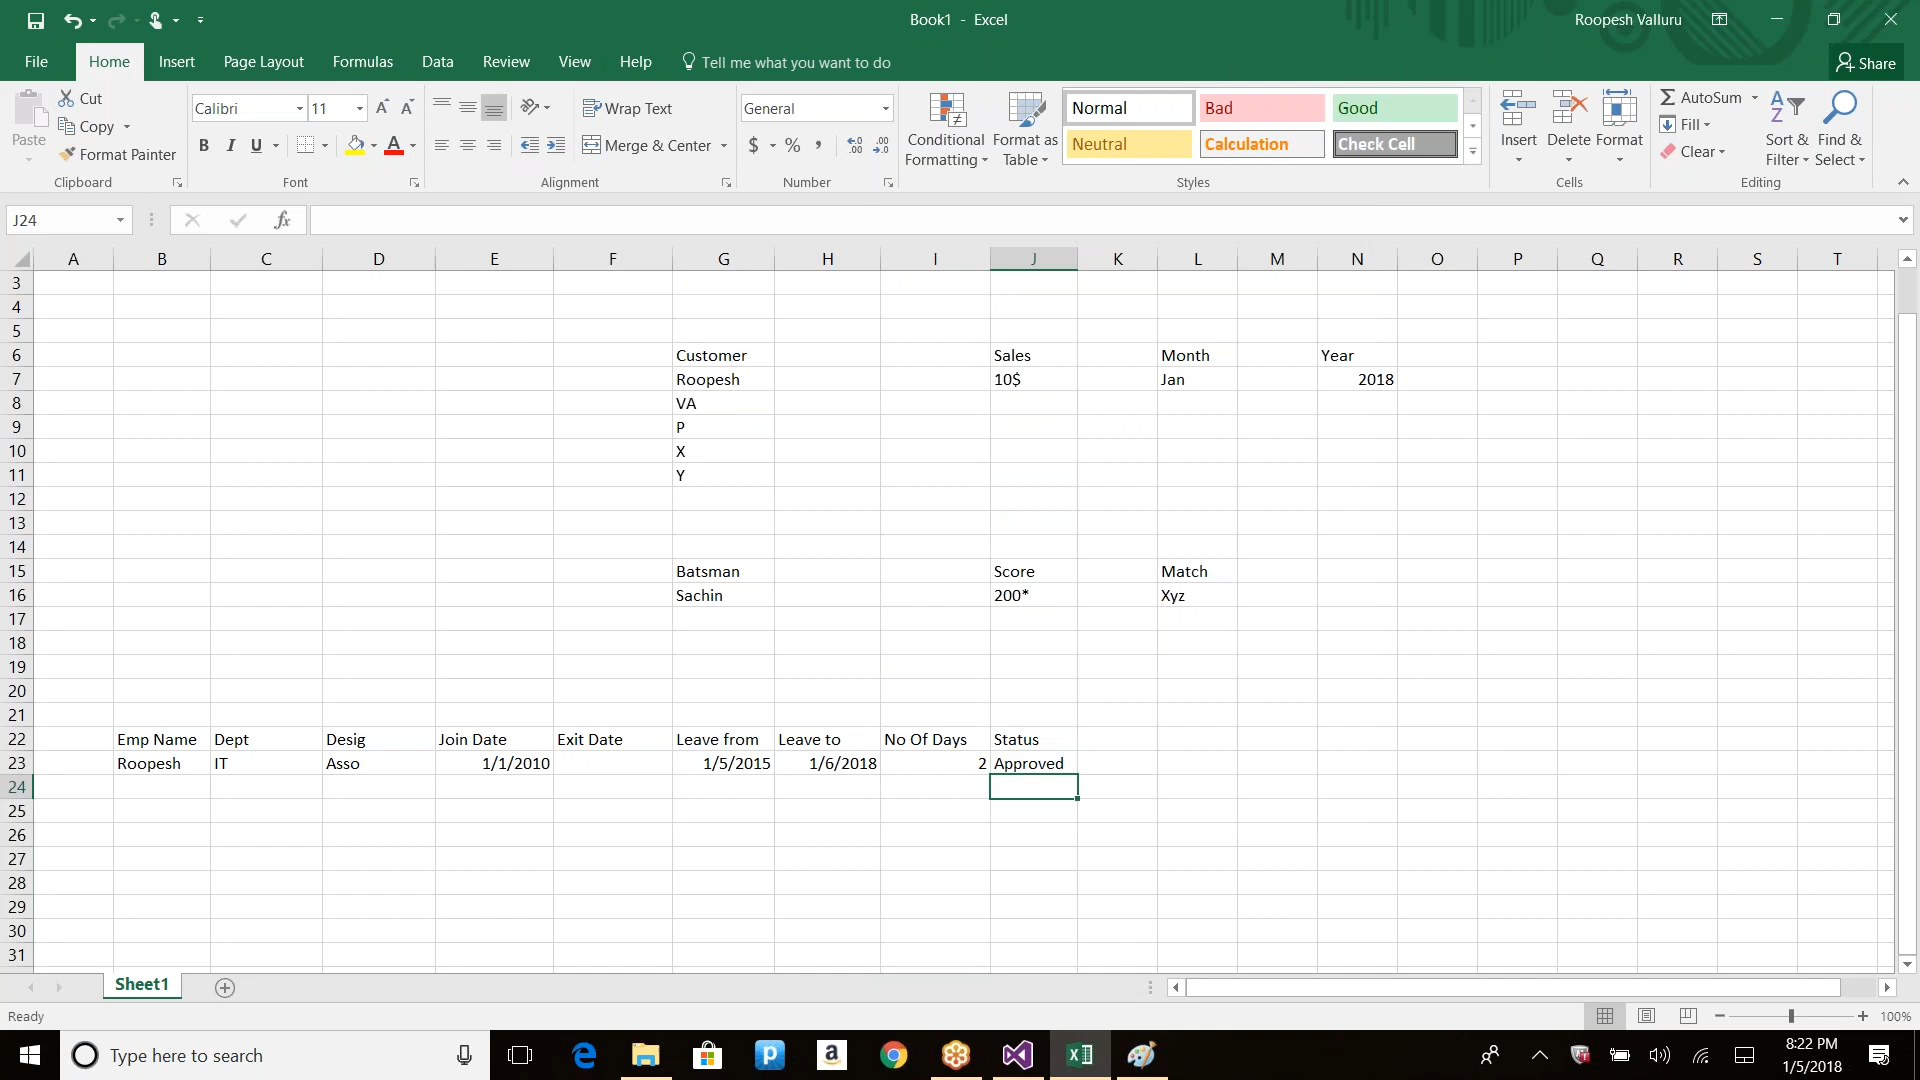 Book1 - Excel
Roopesh Valluru
File Home Insert Page Layout Formulas Data Review View Help Tell me what you want to do Share
Cut
Copy
Format Painter
Paste
Clipboard
Calibri 11
B I U
Font
Wrap Text
Merge & Center
Alignment
General
$ % ,
Number
Conditional Formatting
Format as Table
Normal Bad Good
Neutral Calculation Check Cell
Styles
Insert Delete Format
Cells
AutoSum
Fill
Clear
Sort & Filter
Find & Select
Editing
J24 fx
A B C D E F G H I J K L M N O P Q R S T
3
4
5
6 Customer Sales Month Year
7 Roopesh 10$ Jan 2018
8 VA
9 P
10 X
11 Y
12
13
14
15 Batsman Score Match
16 Sachin 200* Xyz
17
18
19
20
21
22 Emp Name Dept Desig Join Date Exit Date Leave from Leave to No Of Days Status
23 Roopesh IT Asso 1/1/2010 1/5/2015 1/6/2018 2 Approved
24
25
26
27
28
29
30
31
Sheet1
Ready 100%
Type here to search
8:22 PM
1/5/2018